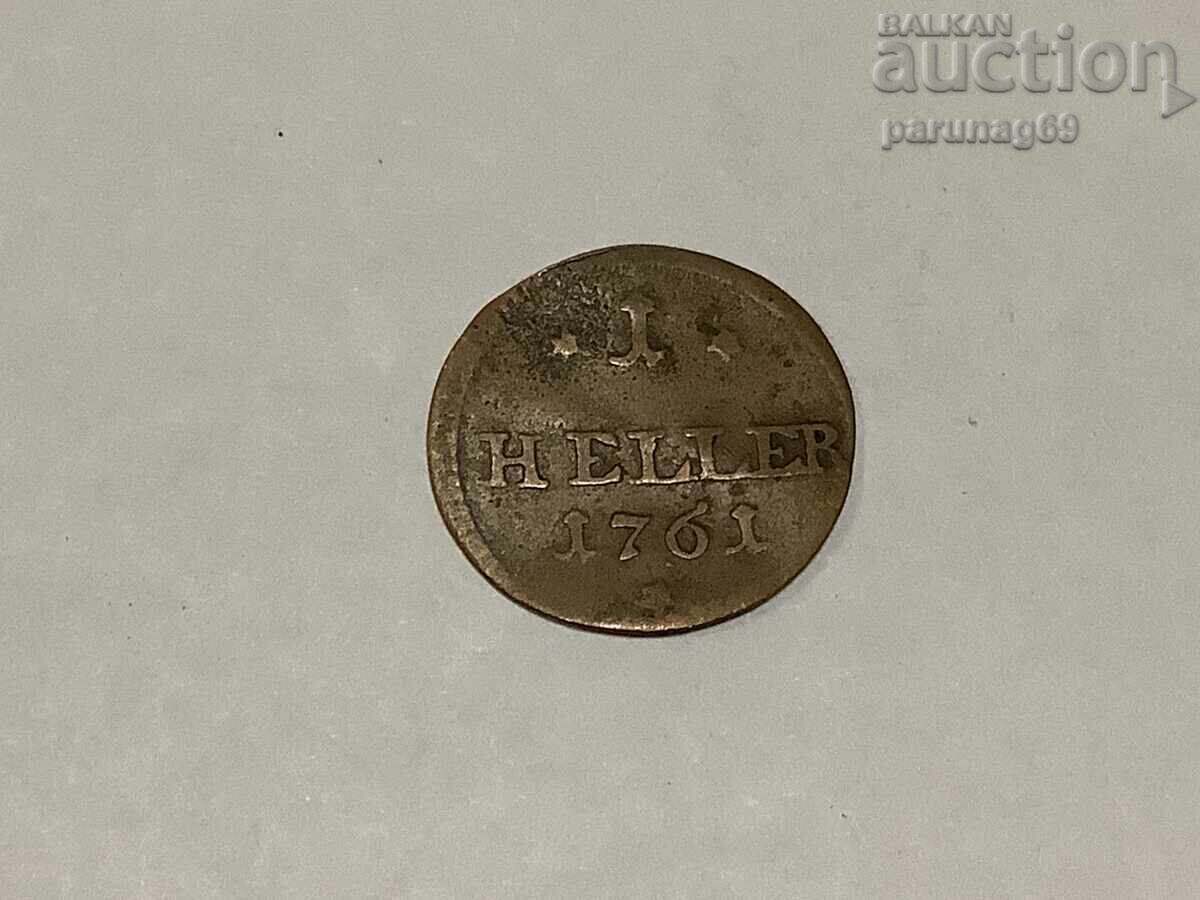 BALKAN
auction
parunag69
1
HELLER
1761